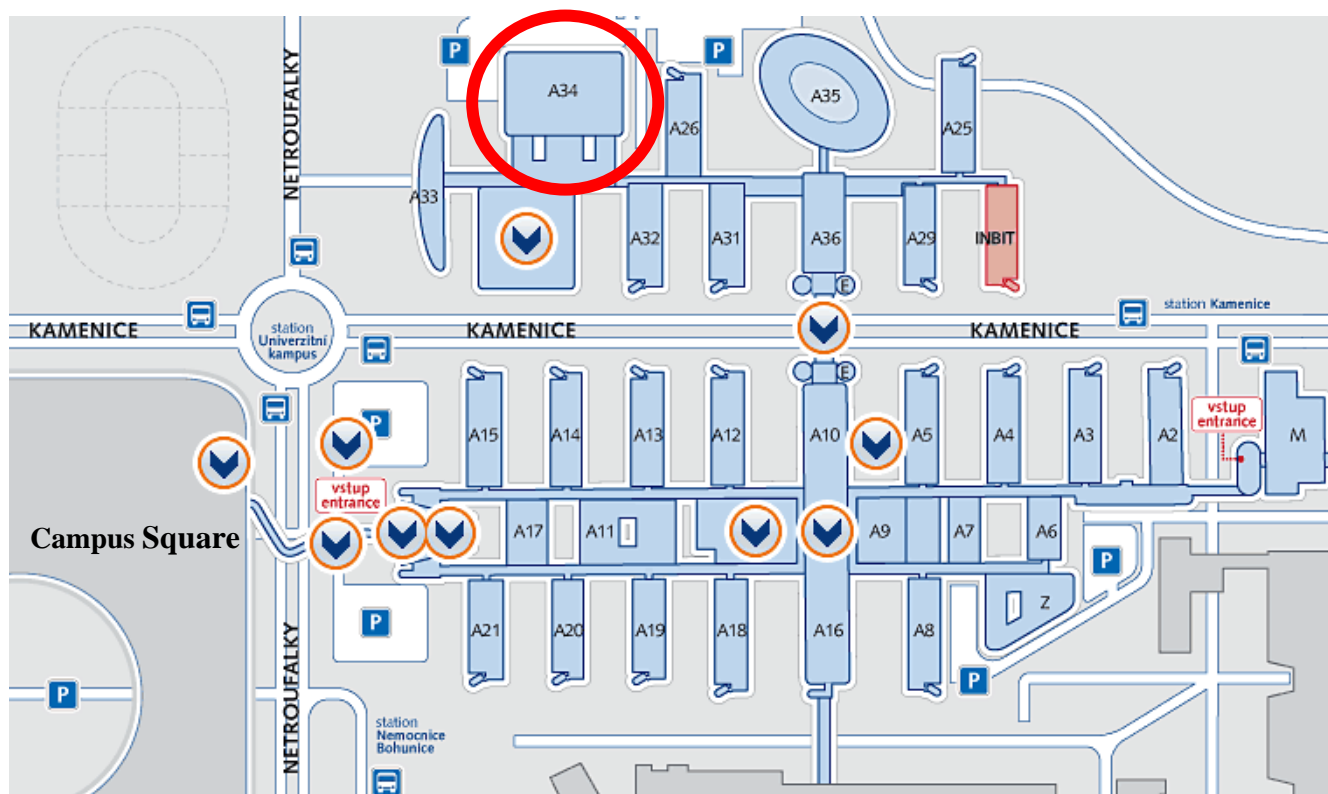 P
P
A34
A35
A26
A25
NETROUFALKY
A33
A32
A31
A36
A29
INBIT
E
station Kamenice
KAMENICE
station
Univerzitní
kampus
KAMENICE
KAMENICE
E
P
A15
A14
A13
A12
A10
A5
A4
A3
A2
vstup
entrance
M
vstup
entrance
Campus Square
A17
A11
A9
A7
A6
P
Z
P
A21
A20
A19
A18
A16
A8
P
P
NETROUFALKY
station
Nemocnice
Bohunice